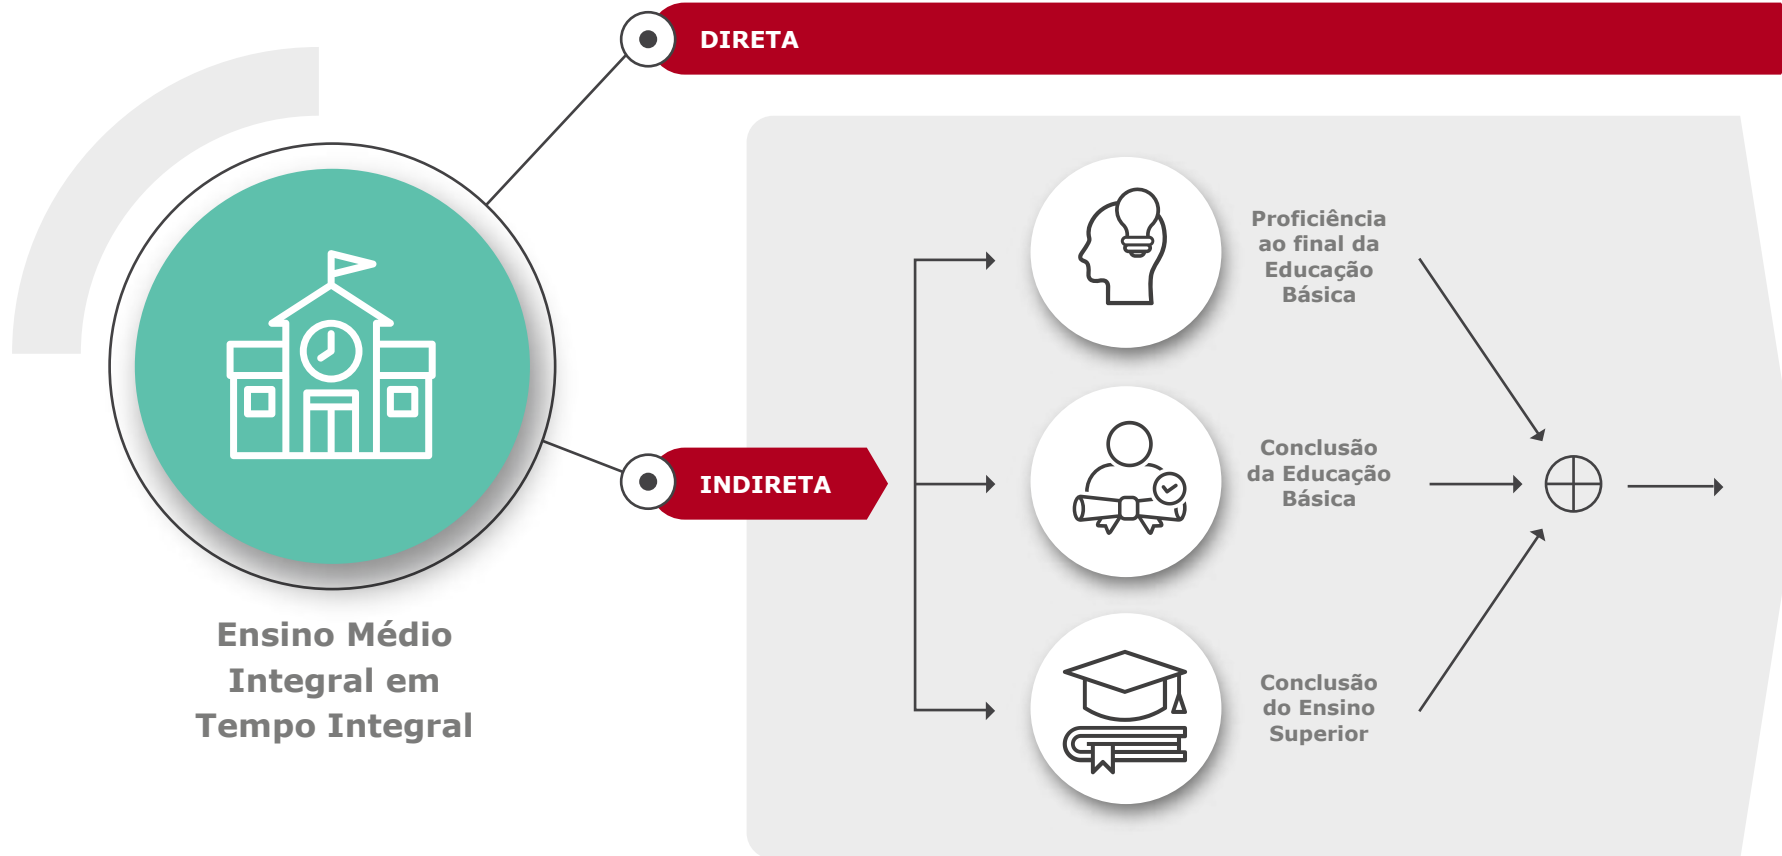 DIRETA
Proficiência
ao final da
Educação
Básica
INDIRETA
Conclusão
da Educação
Básica
Ensino Médio
Integral em
Tempo Integral
Conclusão
do Ensino
Superior